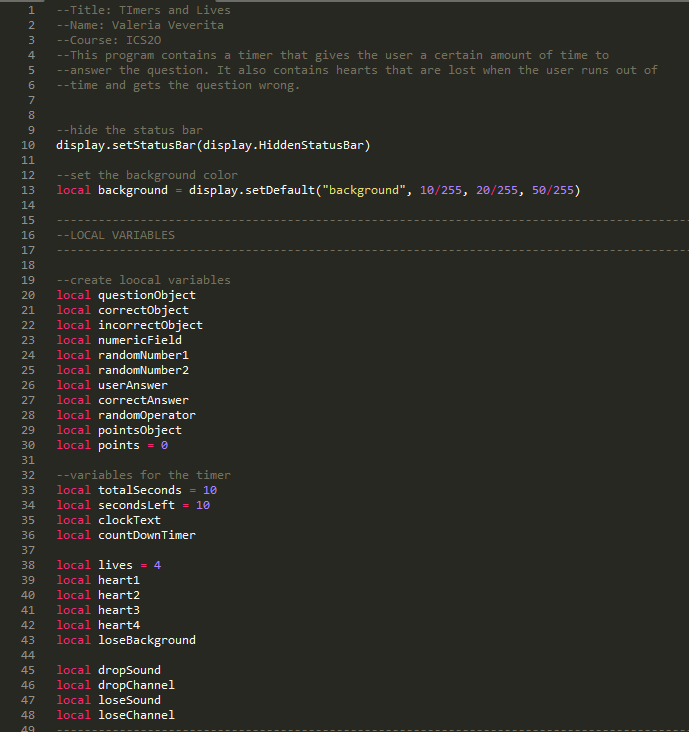 1 --Title: TImers and Lives
2 --Name: Valeria Veverita
3 --Course: ICS2O
4 --This program contains a timer that gives the user a certain amount of time to
5 --answer the question. It also contains hearts that are lost when the user runs out of
6 --time and gets the question wrong.
7
8
9 --hide the status bar
10 display.setStatusBar(display.HiddenStatusBar)
11
12 --set the background color
13 local background = display.setDefault("background", 10/255, 20/255, 50/255)
14
15 ------------------------------------------------------------------------------------------
16 --LOCAL VARIABLES
17 ------------------------------------------------------------------------------------------
18
19 --create loocal variables
20 local questionObject
21 local correctObject
22 local incorrectObject
23 local numericField
24 local randomNumber1
25 local randomNumber2
26 local userAnswer
27 local correctAnswer
28 local randomOperator
29 local pointsObject
30 local points = 0
31
32 --variables for the timer
33 local totalSeconds = 10
34 local secondsLeft = 10
35 local clockText
36 local countDownTimer
37
38 local lives = 4
39 local heart1
40 local heart2
41 local heart3
42 local heart4
43 local loseBackground
44
45 local dropSound
46 local dropChannel
47 local loseSound
48 local loseChannel
49 ------------------------------------------------------------------------------------------